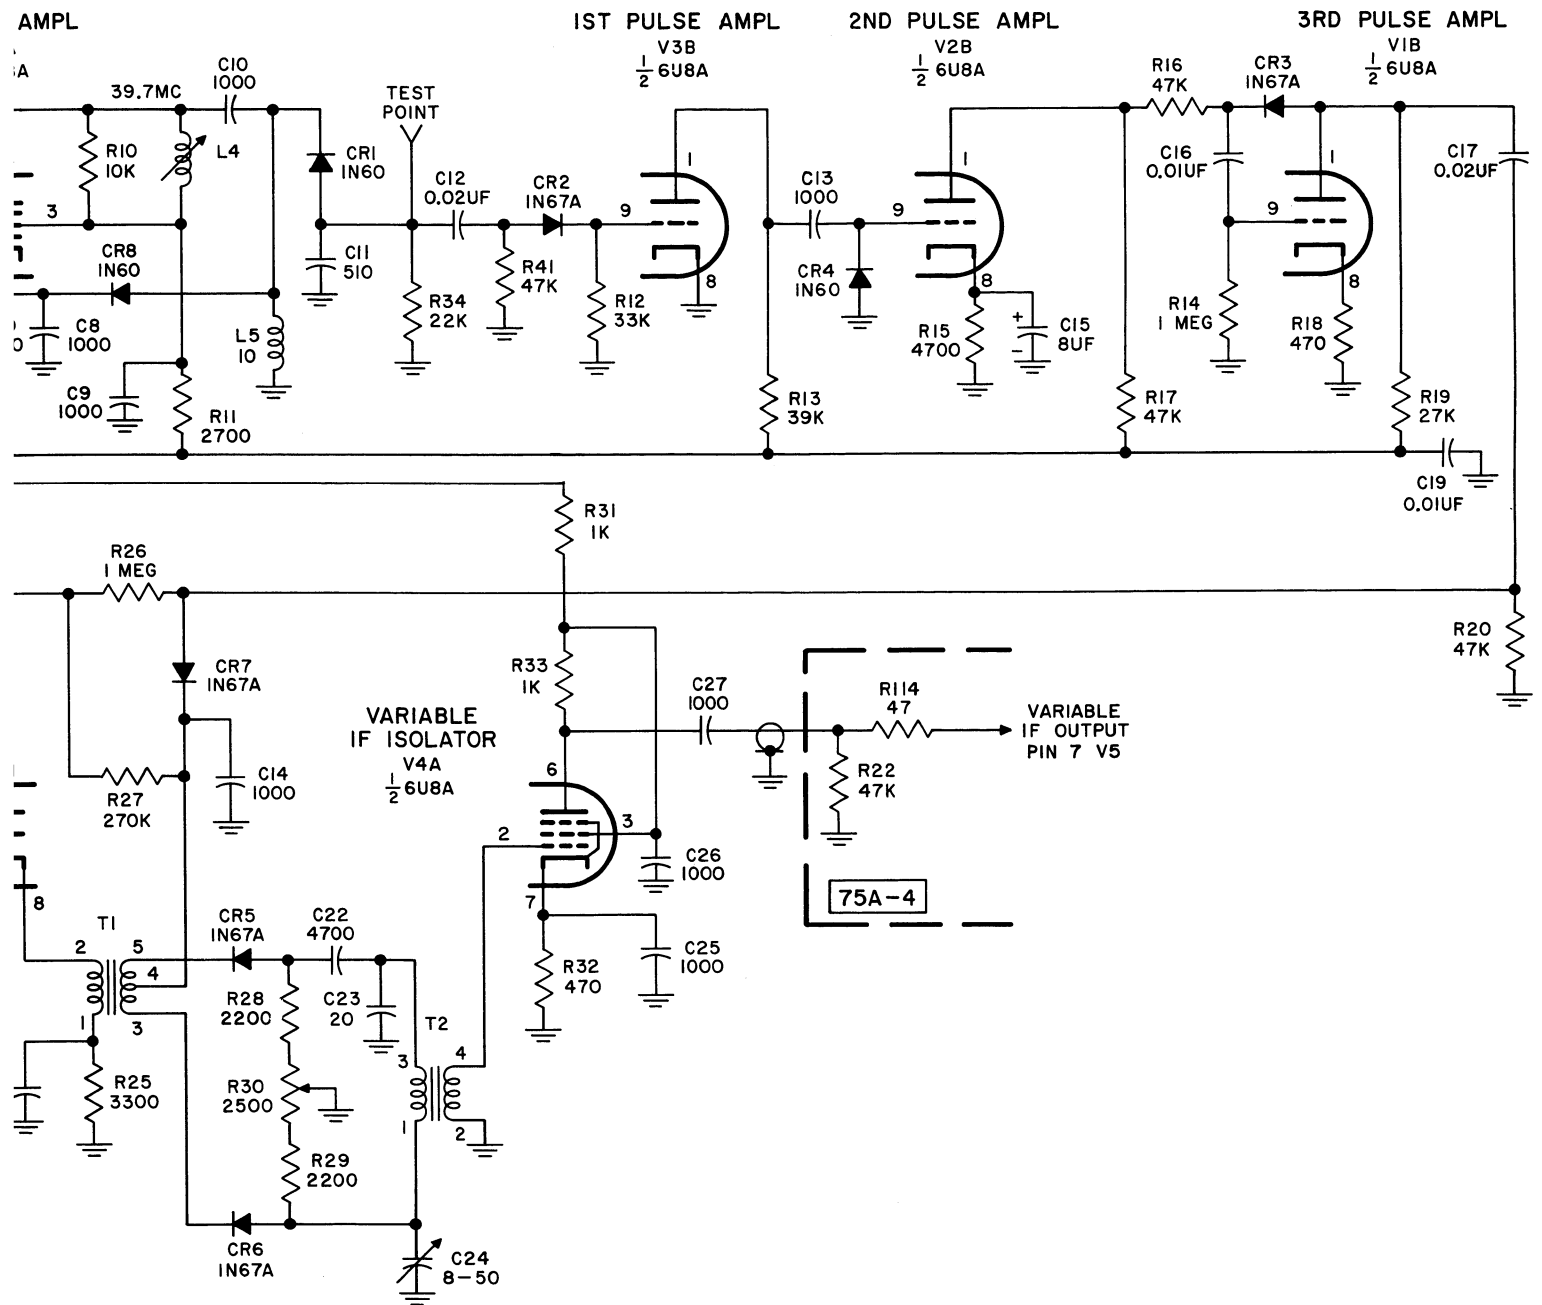 AMPL
1ST PULSE AMPL
V3B
1/2 6U8A
2ND PULSE AMPL
V2B
1/2 6U8A
3RD PULSE AMPL
V1B
1/2 6U8A
39.7MC
C10
1000
TEST
POINT
R16
47K
CR3
1N67A
R10
10K
L4
CR1
1N60
C12
0.02UF
CR2
1N67A
1
C13
1000
1
C16
0.01UF
1
C17
0.02UF
3
9
9
9
CR8
1N60
C11
510
R41
47K
CR4
1N60
8
8
8
R34
22K
R12
33K
R14
1 MEG
R18
470
C8
1000
L5
10
R15
4700
+
−
C15
8UF
C9
1000
R11
2700
R13
39K
R17
47K
R19
27K
C19
0.01UF
R31
1K
R26
1 MEG
R20
47K
CR7
1N67A
R33
1K
C27
1000
R114
47
VARIABLE
IF OUTPUT
PIN 7 V5
VARIABLE
IF ISOLATOR
V4A
1/2 6U8A
6
R22
47K
C14
1000
R27
270K
2
3
C26
1000
75A-4
8
7
T1
CR5
1N67A
C22
4700
C25
1000
2
5
4
R32
470
R28
2200
C23
20
1
3
T2
3
4
R25
3300
R30
2500
1
2
R29
2200
CR6
1N67A
C24
8-50